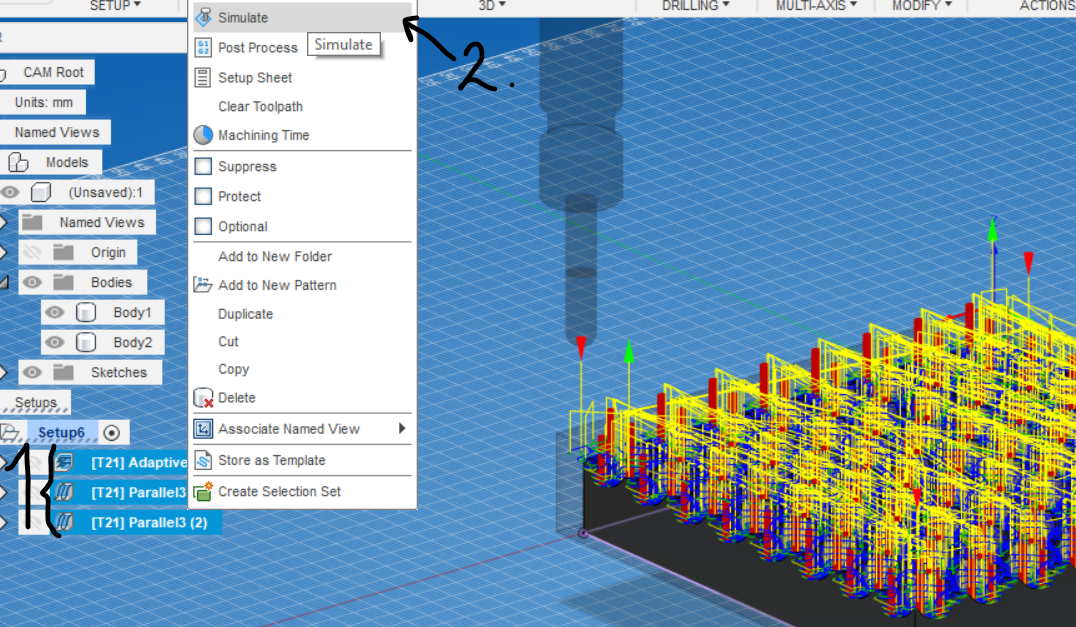 SETUP
3D
DRILLING
MULTI-AXIS
MODIFY
ACTIONS
Simulate
Post Process
Simulate
2.
Setup Sheet
Clear Toolpath
Machining Time
Suppress
Protect
Optional
Add to New Folder
Add to New Pattern
Duplicate
Cut
Copy
Delete
Associate Named View
Store as Template
Create Selection Set
CAM Root
Units: mm
Named Views
Models
(Unsaved):1
Named Views
Origin
Bodies
Body1
Body2
Sketches
Setups
Setup6
1
[T21] Adaptive
[T21] Parallel3
[T21] Parallel3 (2)